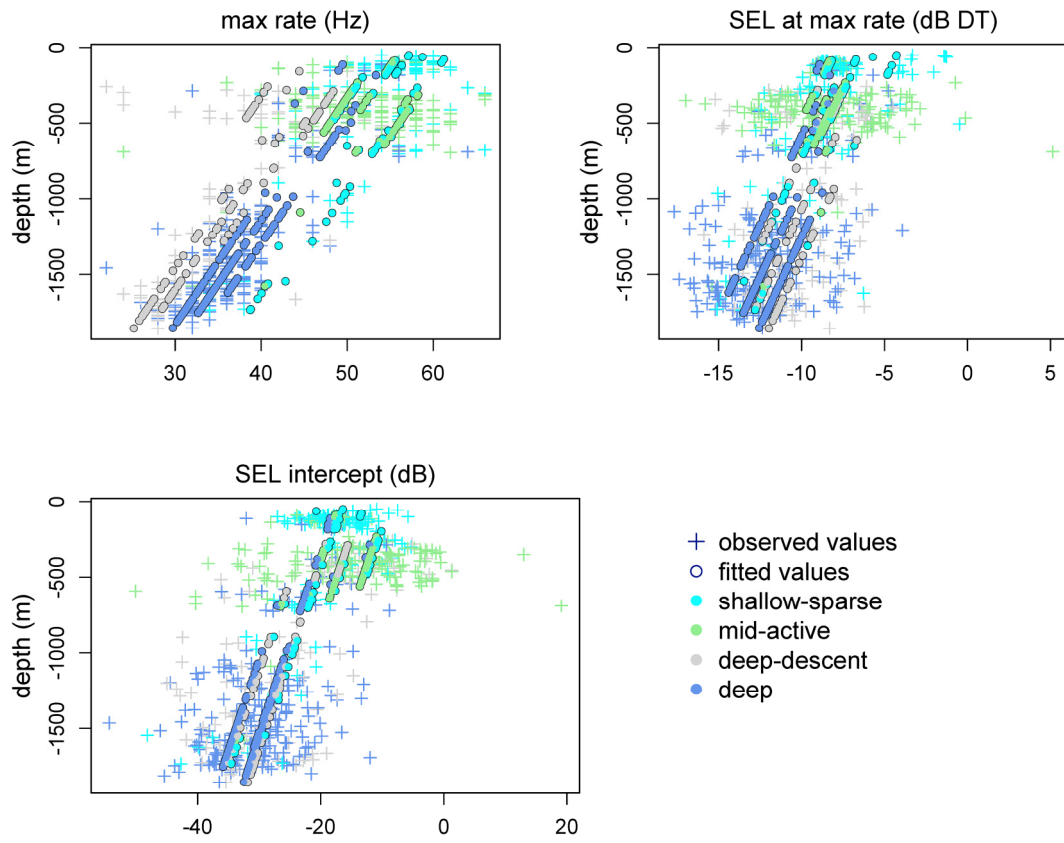 max rate (Hz)
SEL at max rate (dB DT)
depth (m)
0
-500
-1000
-1500
30
40
50
60
depth (m)
0
-500
-1000
-1500
-15
-10
-5
0
5
SEL intercept (dB)
depth (m)
0
-500
-1000
-1500
-40
-20
0
20
observed values
fitted values
shallow-sparse
mid-active
deep-descent
deep